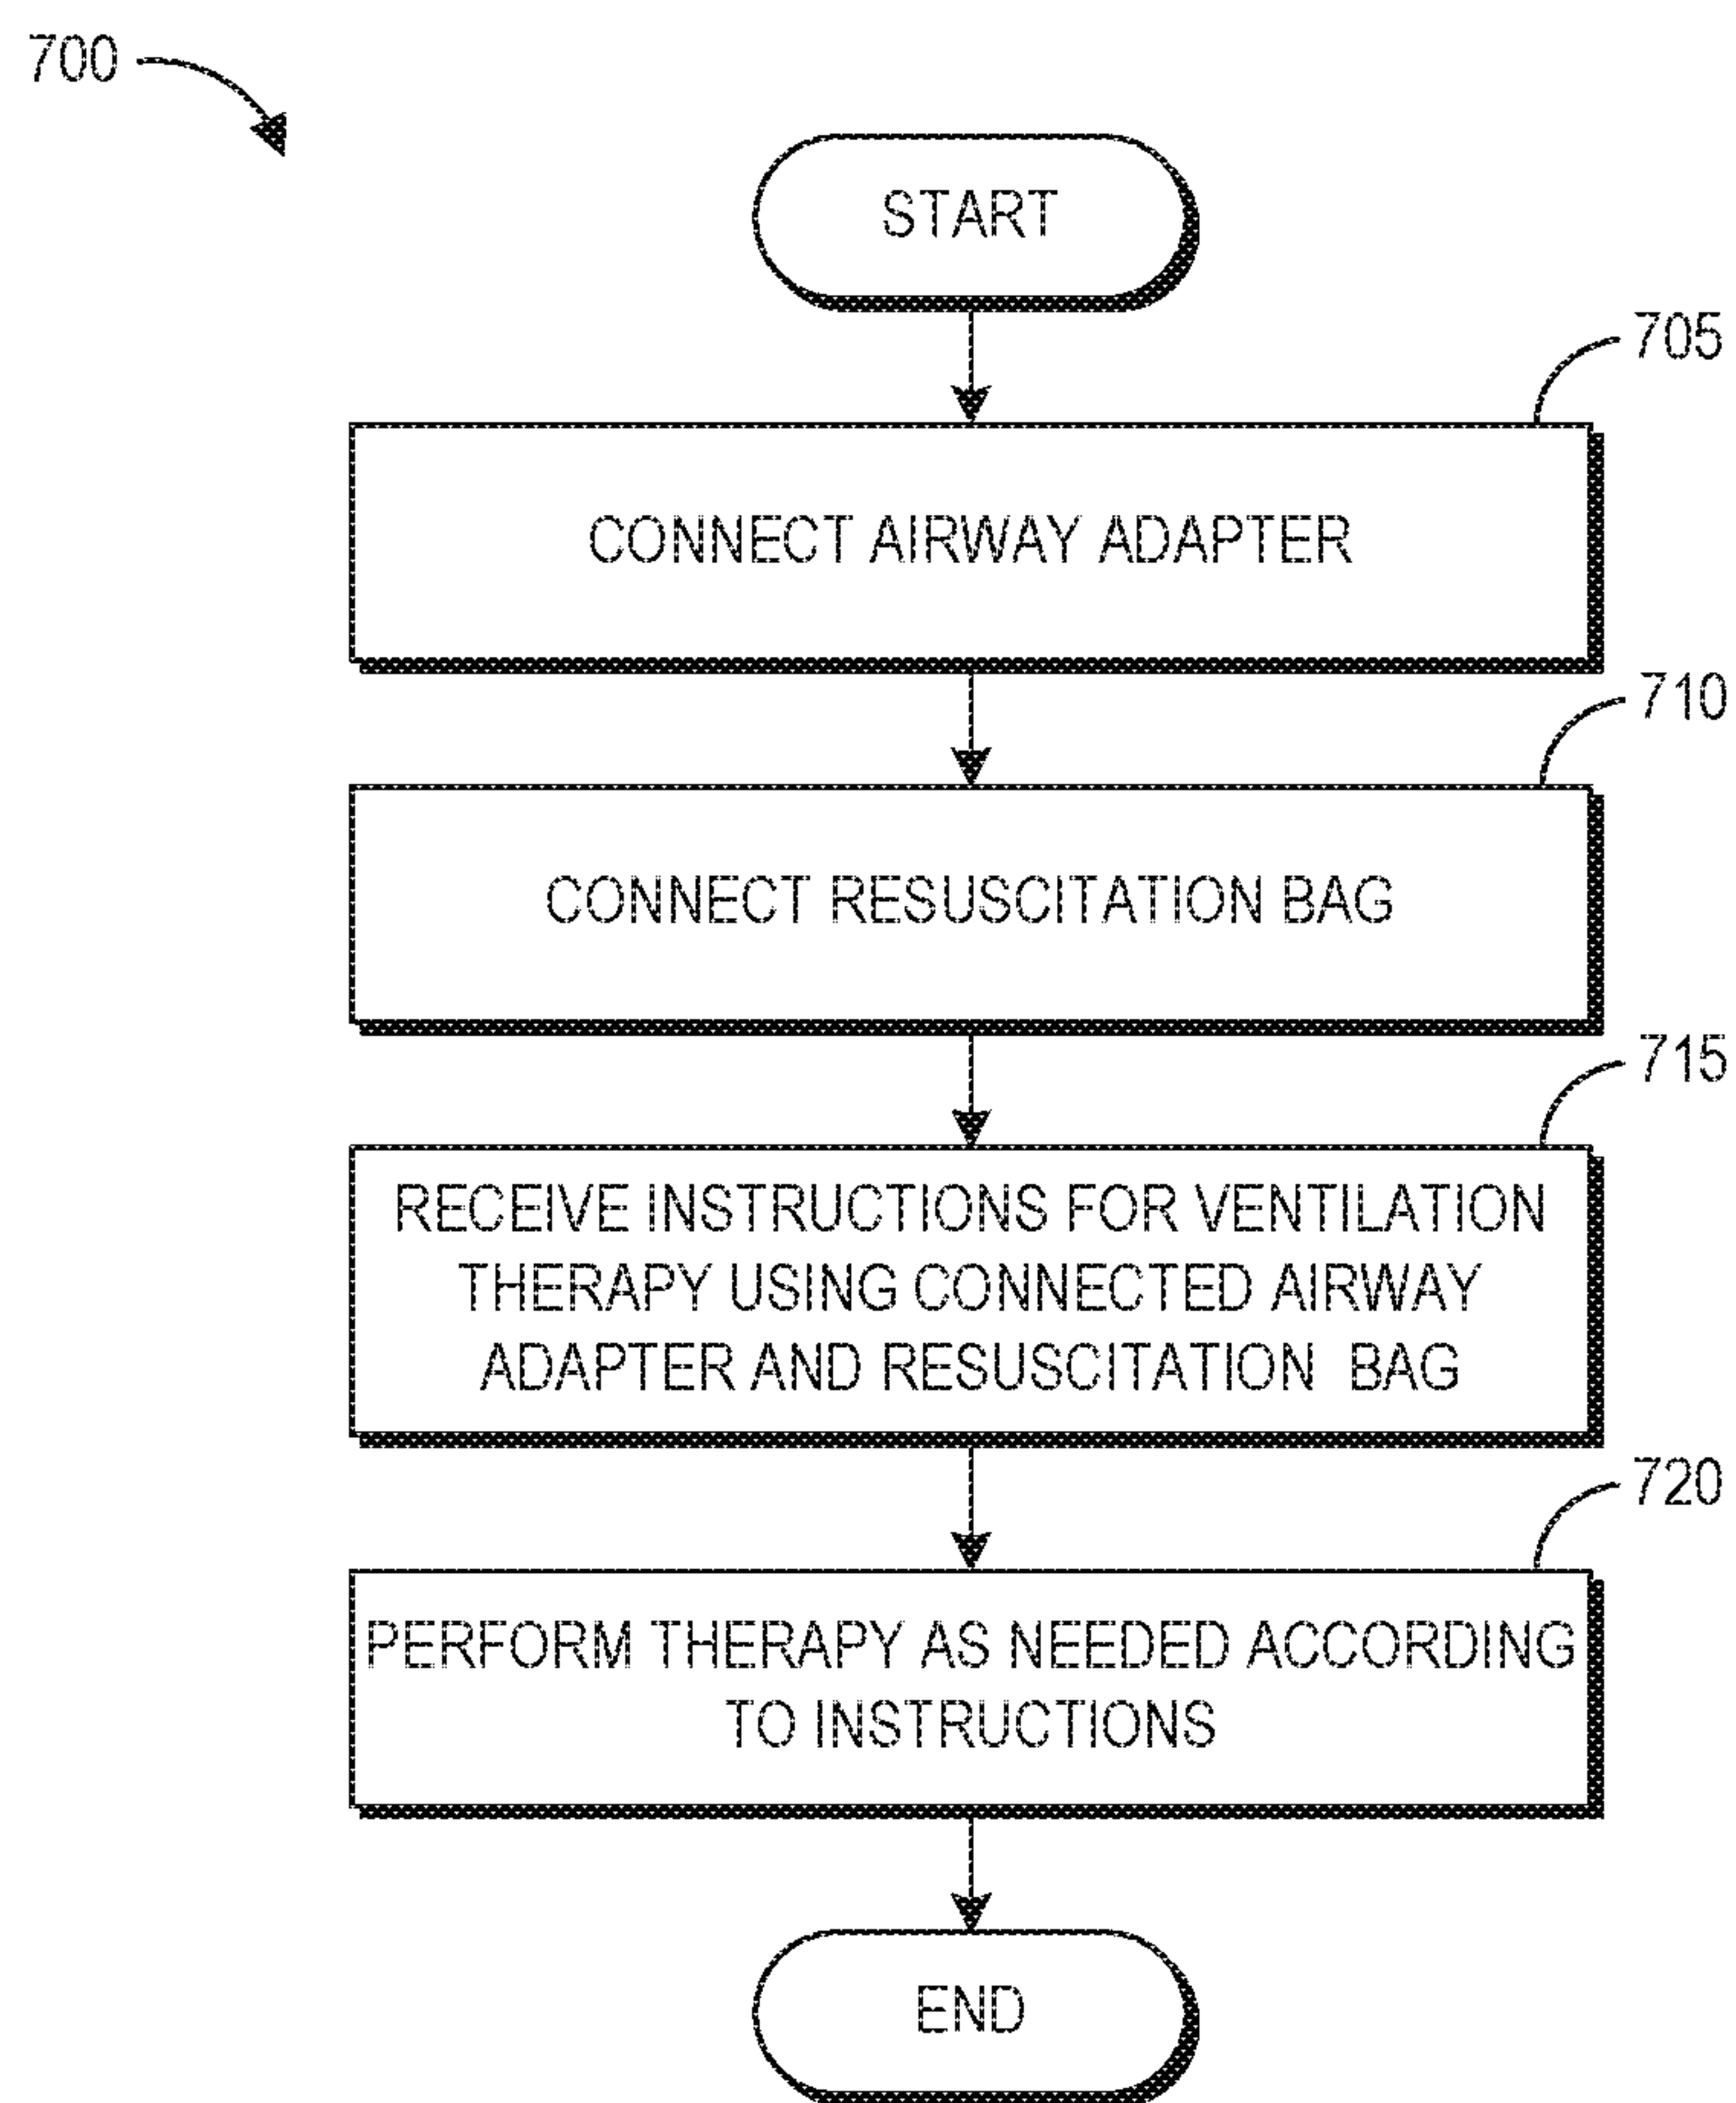 700
START
705
CONNECT AIRWAY ADAPTER
710
CONNECT RESUSCITATION BAG
715
RECEIVE INSTRUCTIONS FOR VENTILATION
THERAPY USING CONNECTED AIRWAY
ADAPTER AND RESUSCITATION BAG
720
PERFORM THERAPY AS NEEDED ACCORDING
TO INSTRUCTIONS
END